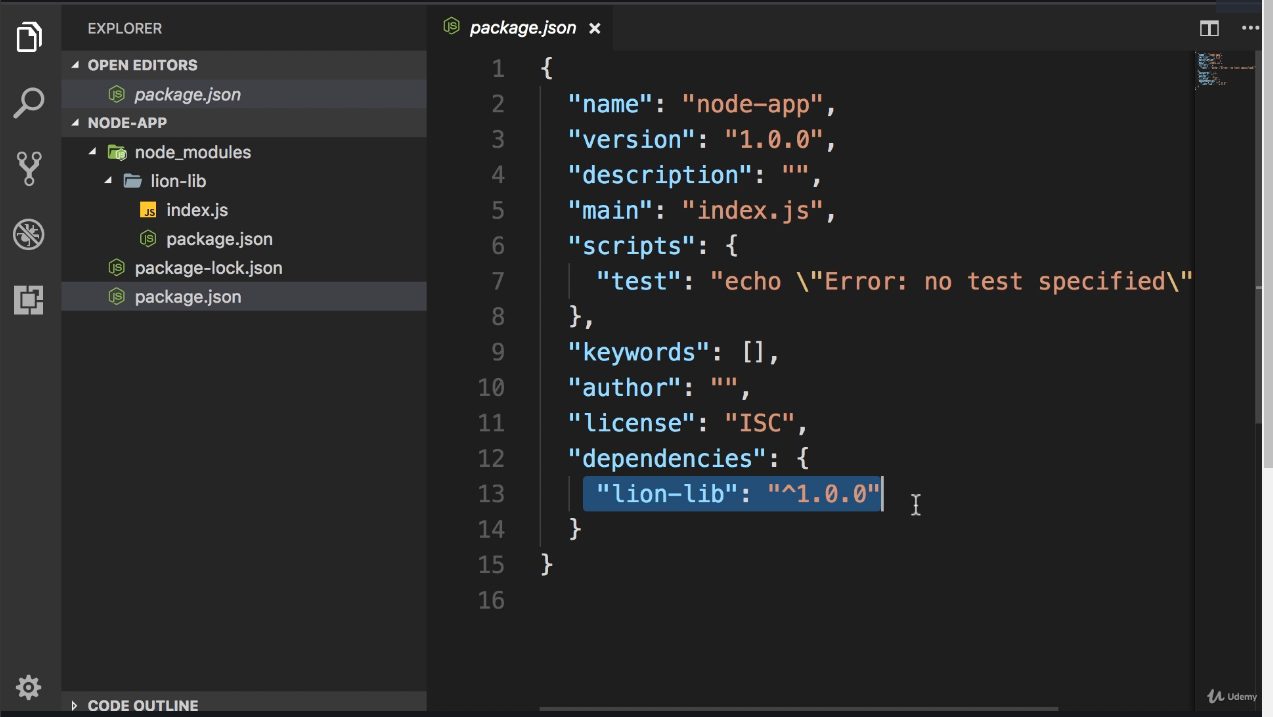 EXPLORER
OPEN EDITORS
package.json
NODE-APP
node_modules
lion-lib
JS index.js
package.json
package-lock.json
package.json
CODE OUTLINE
package.json ×
1 {
2 "name": "node-app",
3 "version": "1.0.0",
4 "description": "",
5 "main": "index.js",
6 "scripts": {
7 "test": "echo \"Error: no test specified\"
8 },
9 "keywords": [],
10 "author": "",
11 "license": "ISC",
12 "dependencies": {
13 "lion-lib": "^1.0.0"
14 }
15 }
16
Udemy